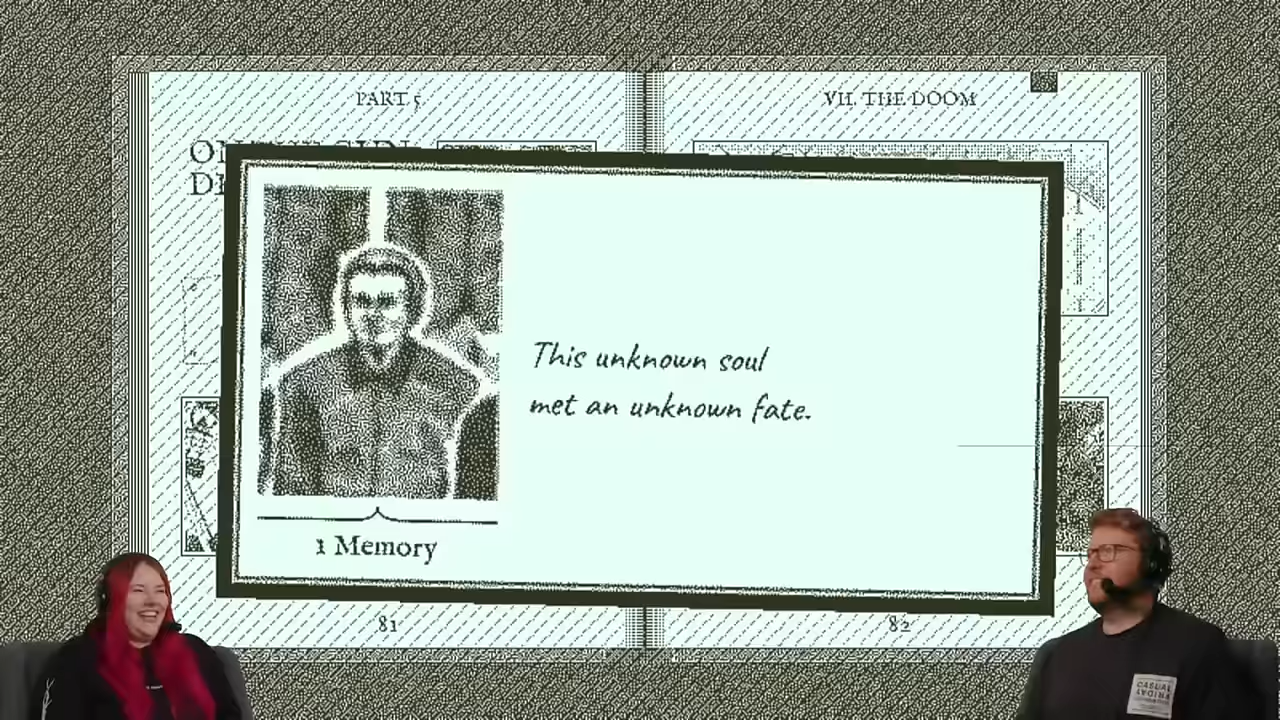 PART 5
VII. THE DOOM
This unknown soul
met an unknown fate.
1 Memory
81
82
CASUAL